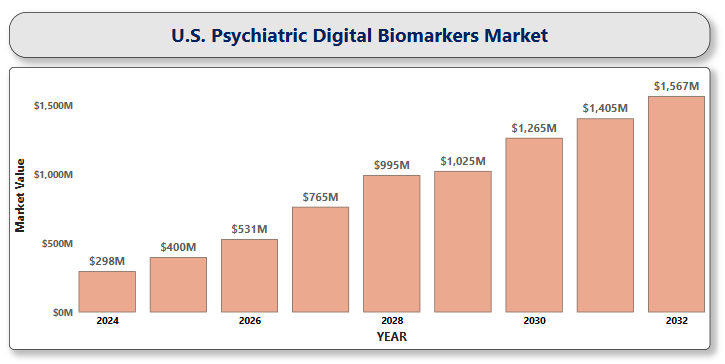 U.S. Psychiatric Digital Biomarkers Market
$1,567M
$1,405M
$1,265M
$1,025M
$995M
$765M
$531M
$400M
$298M
$1,500M
$1,000M
$500M
$0M
Market Value
2024
2026
2028
2030
2032
YEAR